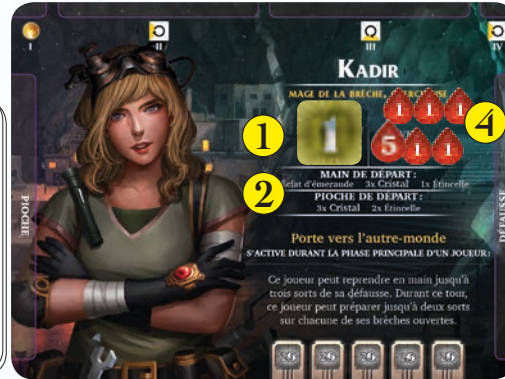 I
II
III
IV
KADIR
MAGE DE LA BRÈCHE,
1
1
1 1 1
5 1 1
4
2
MAIN DE DÉPART:
Éclat d'émeraude 3x Cristal 1x Étincelle
PIOCHE DE DÉPART:
3x Cristal 2x Étincelle
PIOCHE
DÉFAUSSE
Porte vers l'autre-monde
S'ACTIVE DURANT LA PHASE PRINCIPALE D'UN JOUEUR:
Ce joueur peut reprendre en main jusqu'à
trois sorts de sa défausse. Durant ce tour,
ce joueur peut préparer jusqu'à deux sorts
sur chacune de ses brèches ouvertes.